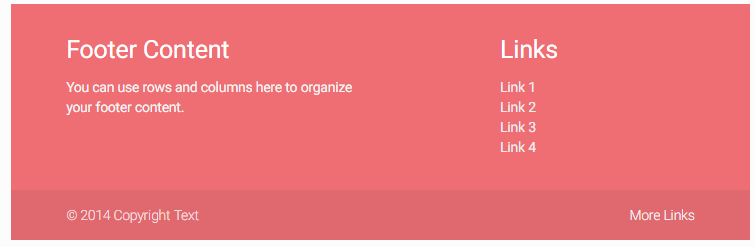 Footer Content
You can use rows and columns here to organize
your footer content.
Links
Link 1
Link 2
Link 3
Link 4
© 2014 Copyright Text
More Links